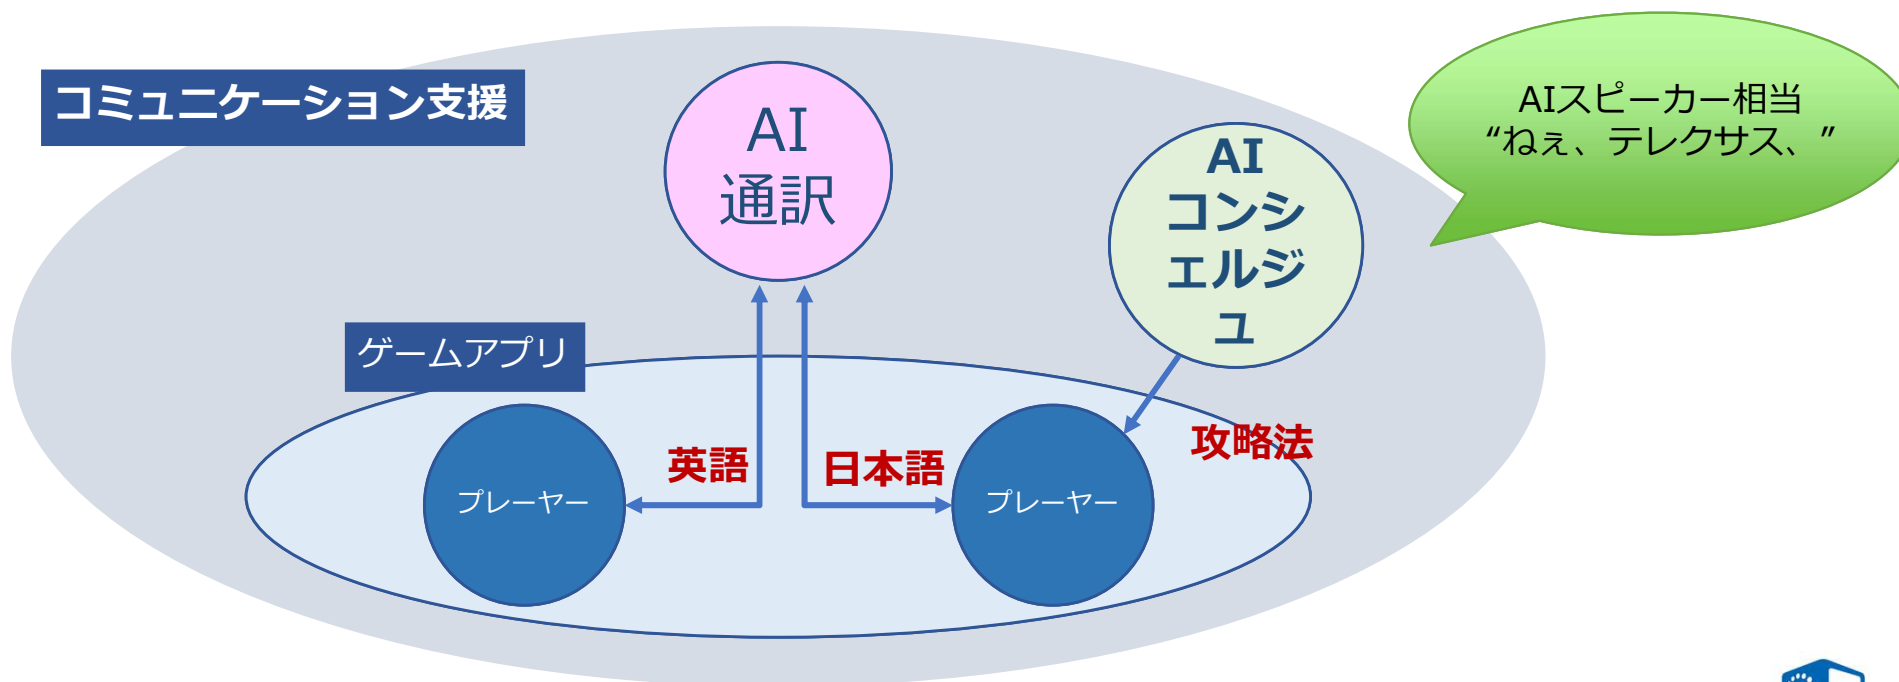 コミュニケーション支援
AI
通訳
AI
コンシ
ェルジ
ュ
AIスピーカー相当
“ねぇ、テレクサス、”
ゲームアプリ
プレーヤー
英語
日本語
プレーヤー
攻略法